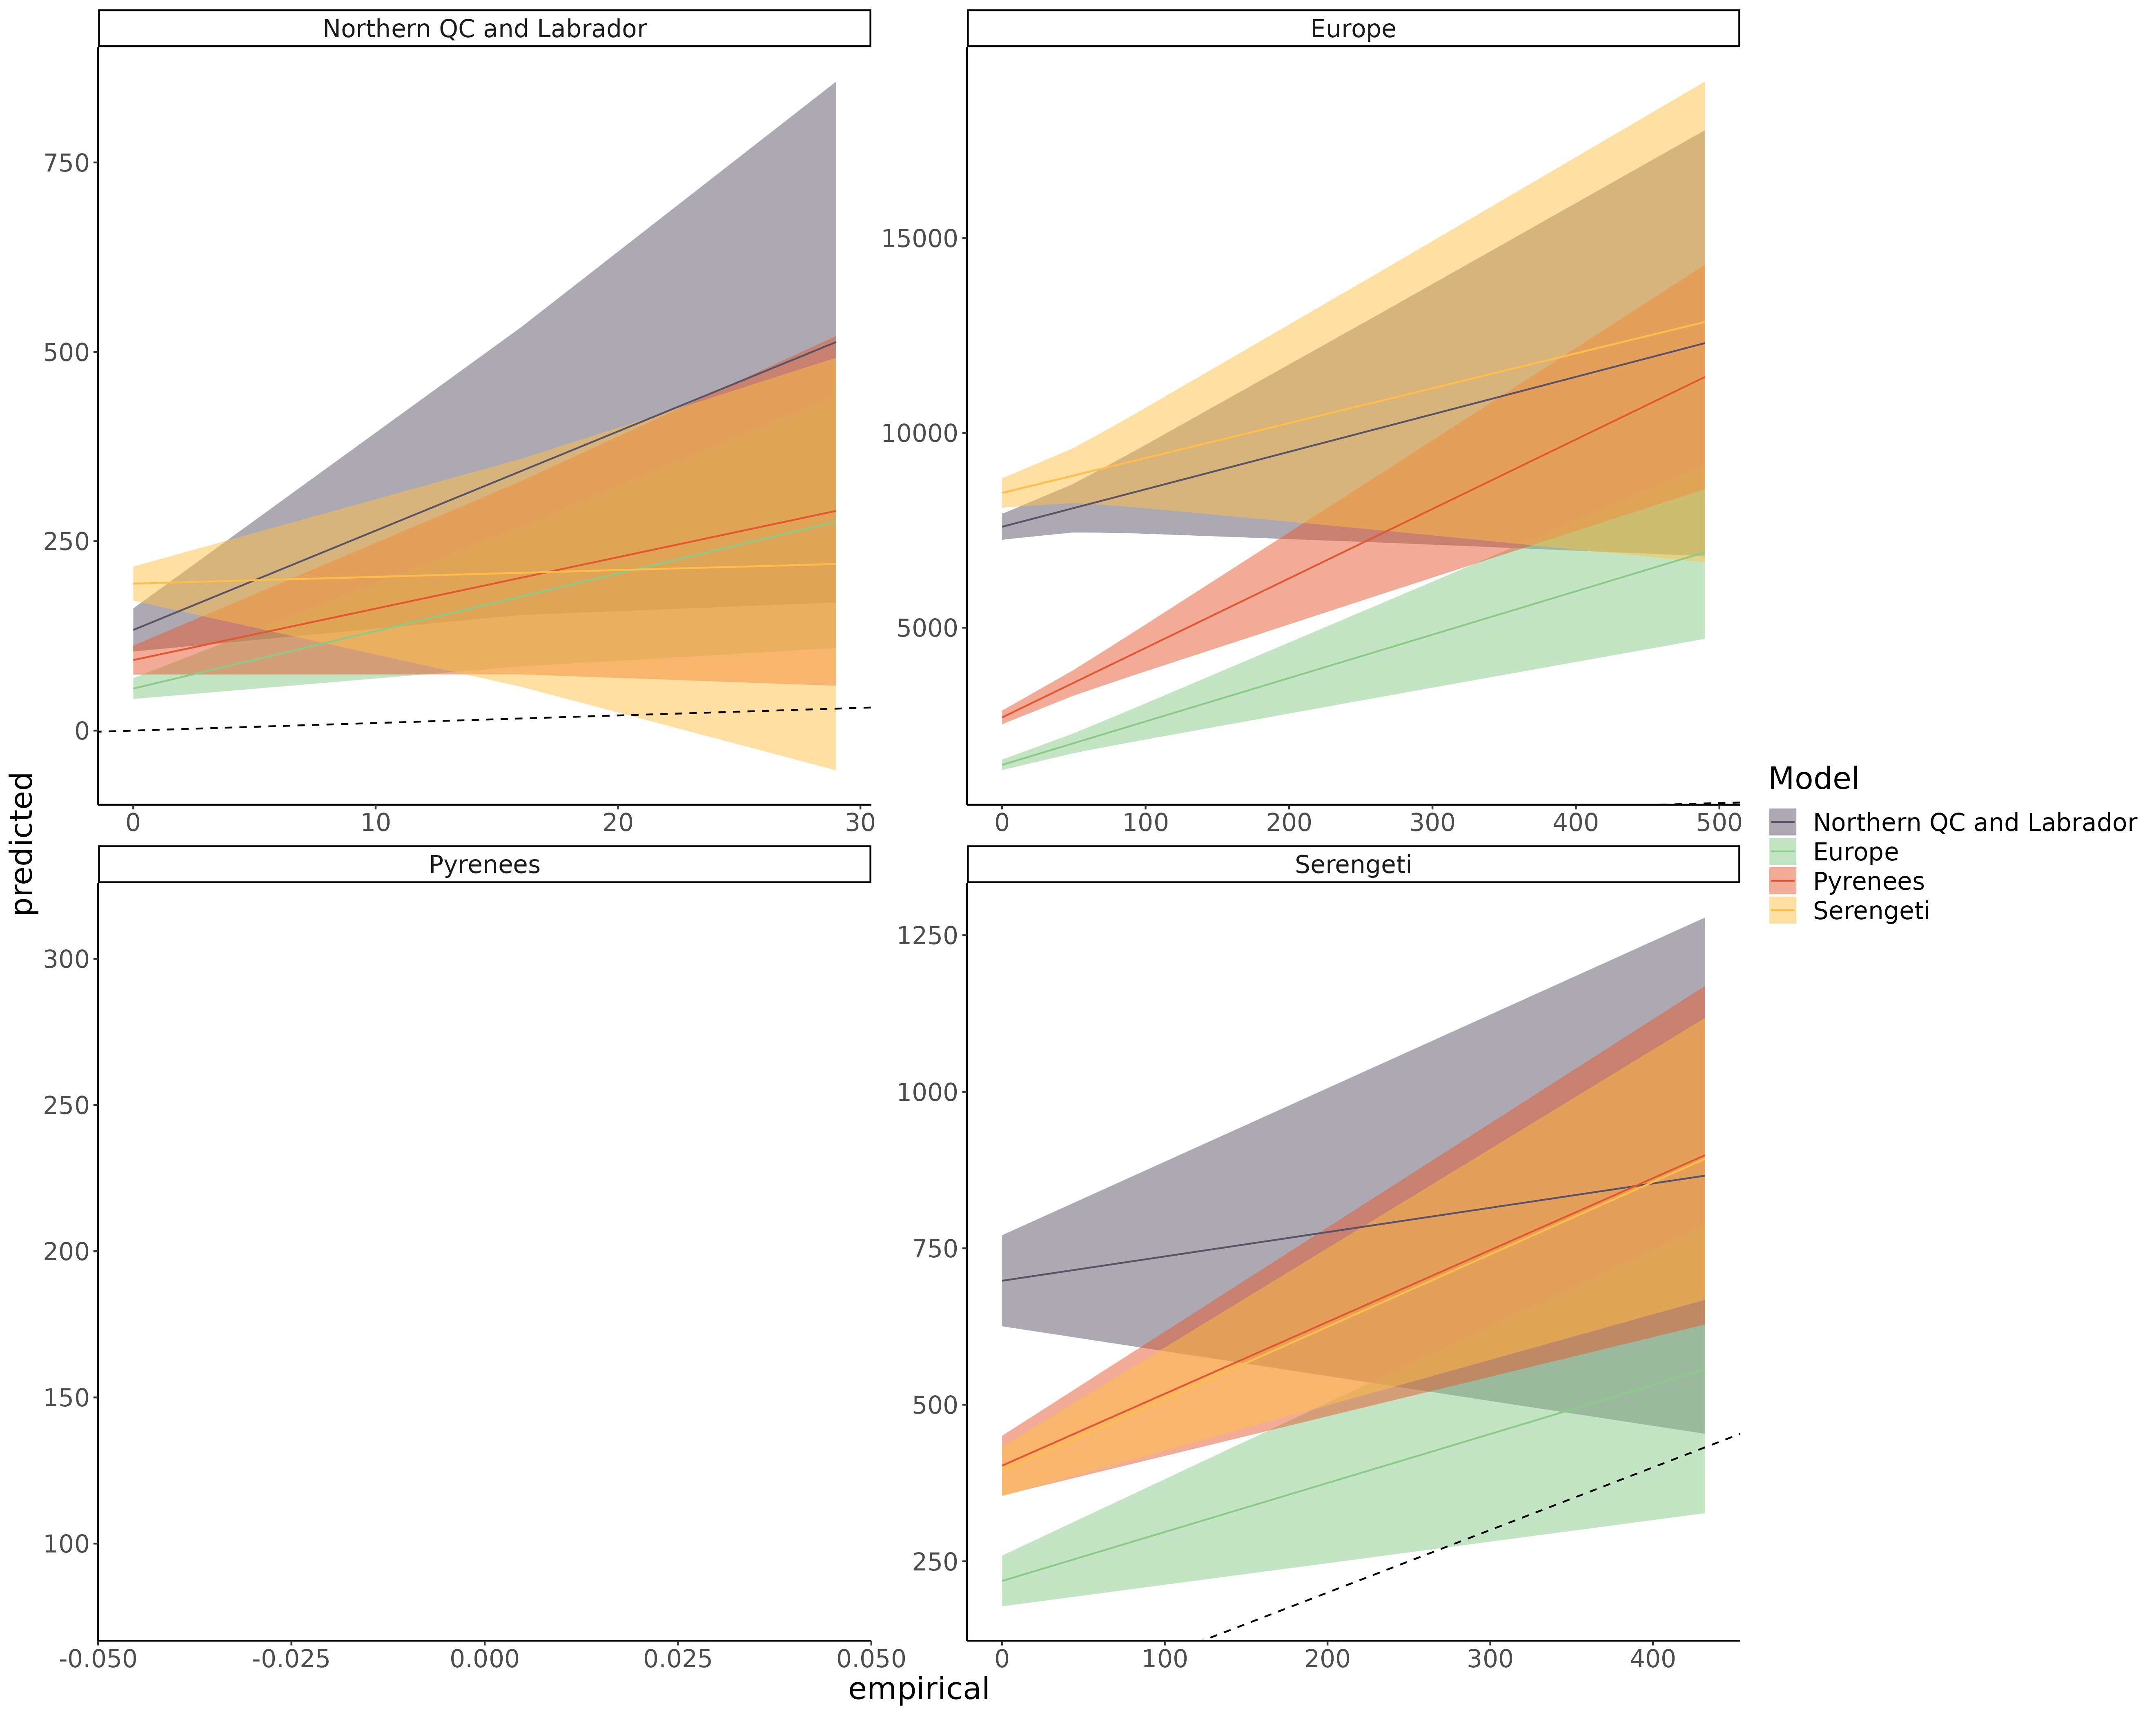 Northern QC and Labrador
Europe
750
500
250
0
0 10 20 30
15000
10000
5000
0 100 200 300 400 500
Pyrenees
Serengeti
300
250
200
150
100
-0.050 -0.025 0.000 0.025 0.050
1250
1000
750
500
250
0 100 200 300 400
predicted
empirical
Model
Northern QC and Labrador
Europe
Pyrenees
Serengeti